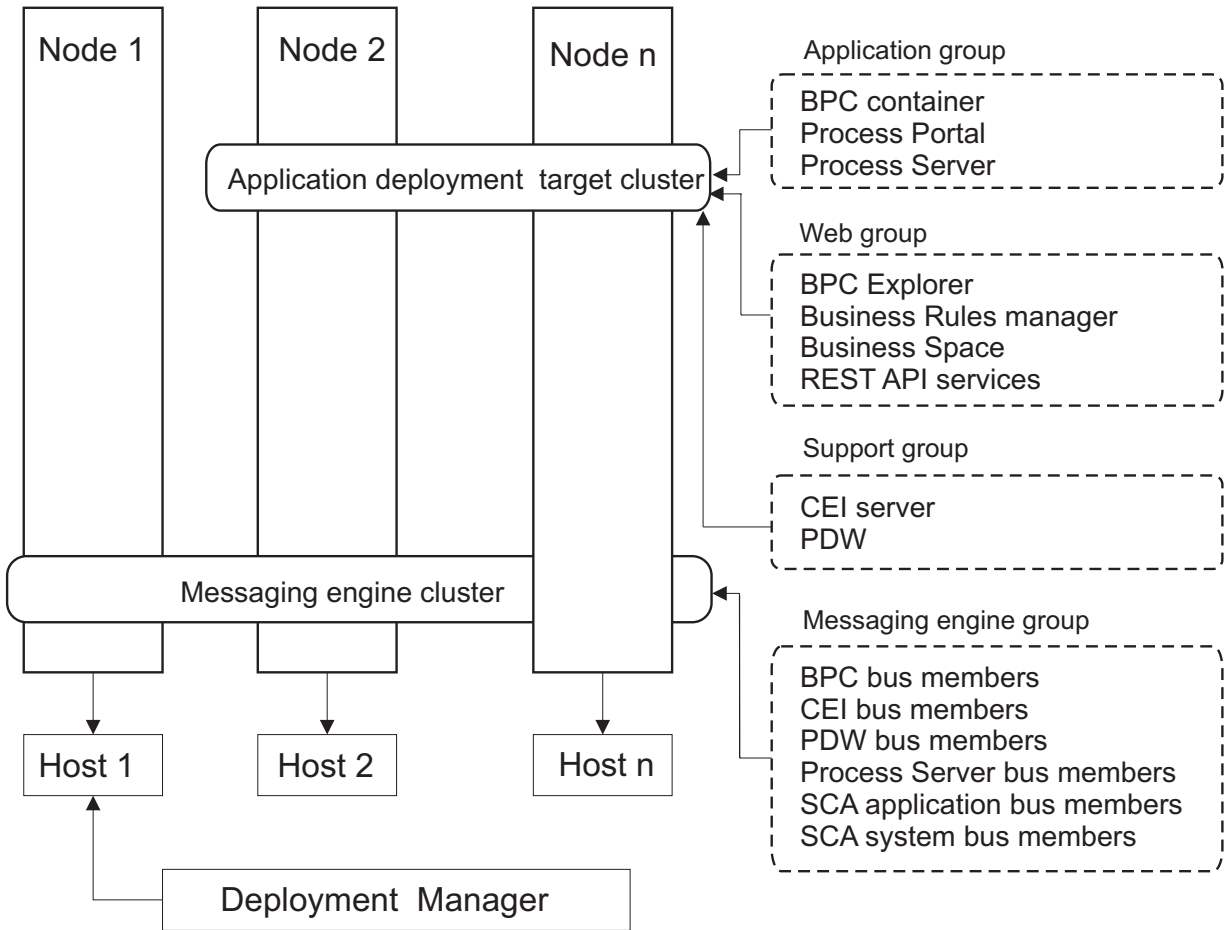 Node 1
Node 2
Node n
Application deployment target cluster
Messaging engine cluster
Host 1
Host 2
Host n
Deployment Manager
Application group
BPC container
Process Portal
Process Server
Web group
BPC Explorer
Business Rules manager
Business Space
REST API services
Support group
CEI server
PDW
Messaging engine group
BPC bus members
CEI bus members
PDW bus members
Process Server bus members
SCA application bus members
SCA system bus members